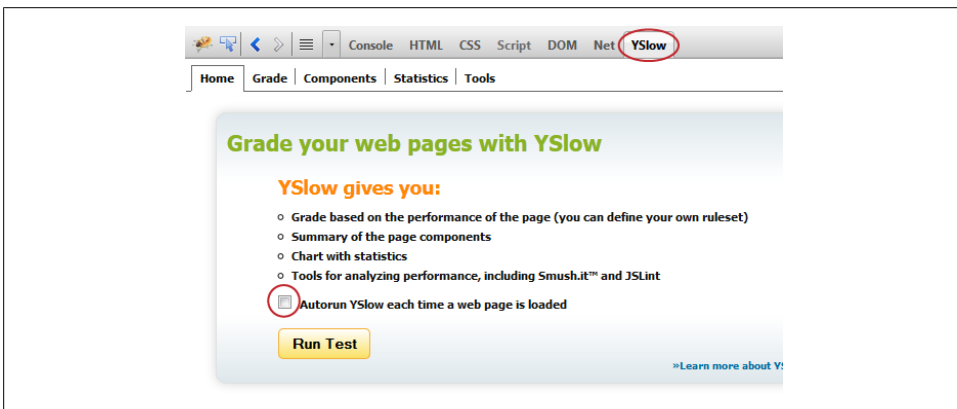 Console HTML CSS Script DOM Net YSlow
Home Grade Components Statistics Tools
Grade your web pages with YSlow
YSlow gives you:
Grade based on the performance of the page (you can define your own ruleset)
Summary of the page components
Chart with statistics
Tools for analyzing performance, including Smush.it™ and JSLint
Autorun YSlow each time a web page is loaded
Run Test
»Learn more about